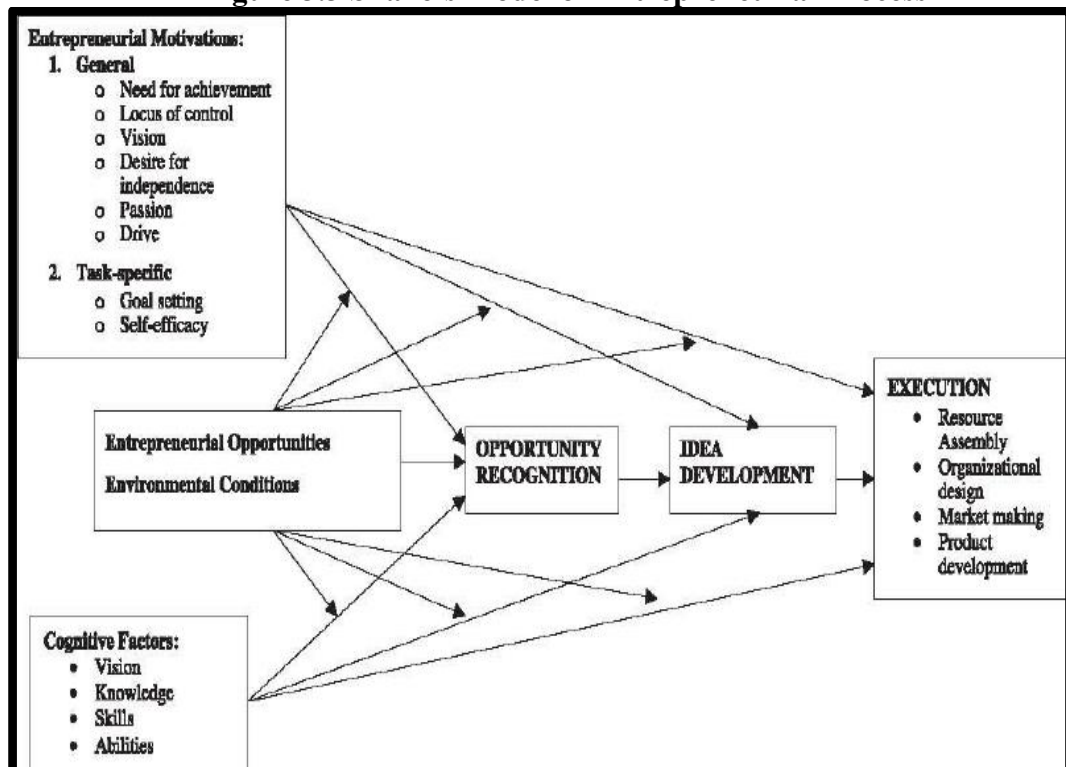 Entrepreneurial Motivations:
1. General
o Need for achievement
o Locus of control
o Vision
o Desire for
independence
o Passion
o Drive
2. Task-specific
o Goal setting
o Self-efficacy
Entrepreneurial Opportunities
Environmental Conditions
OPPORTUNITY
RECOGNITION
IDEA
DEVELOPMENT
EXECUTION
• Resource
Assembly
• Organizational
design
• Market making
• Product
development
Cognitive Factors:
• Vision
• Knowledge
• Skills
• Abilities